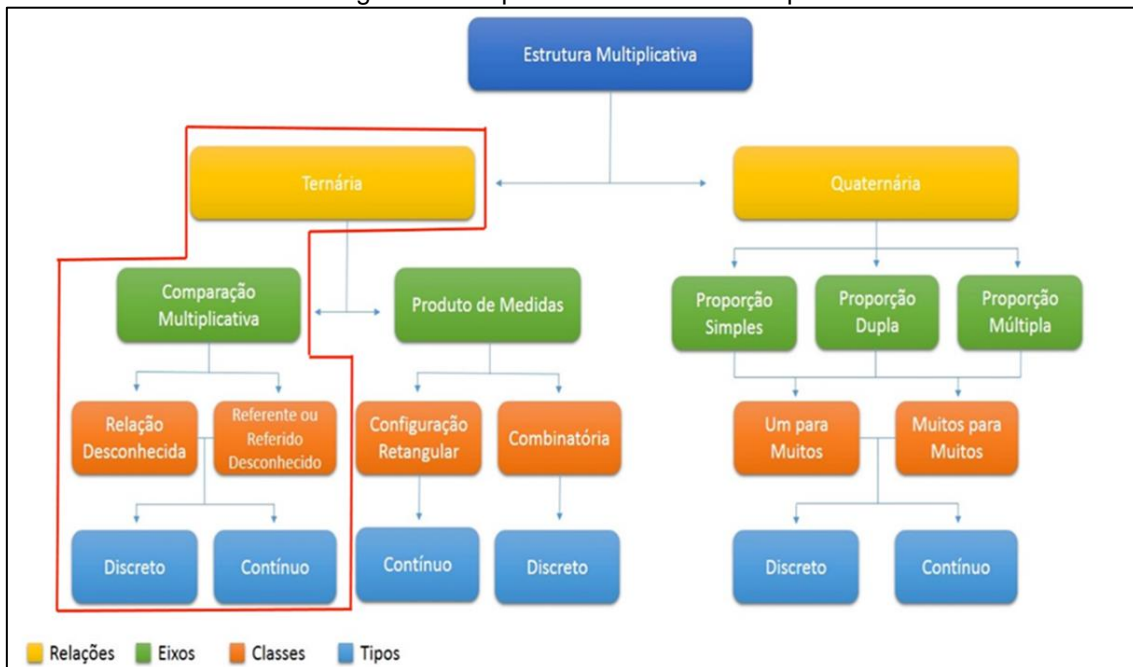 Estrutura Multiplicativa
Ternária
Quaternária
Comparação
Multiplicativa
Produto de Medidas
Proporção
Simples
Proporção
Dupla
Proporção
Múltipla
Relação
Desconhecida
Referente ou
Referido
Desconhecido
Configuração
Retangular
Combinatória
Um para
Muitos
Muitos para
Muitos
Discreto
Contínuo
Contínuo
Discreto
Discreto
Contínuo
Relações
Eixos
Classes
Tipos